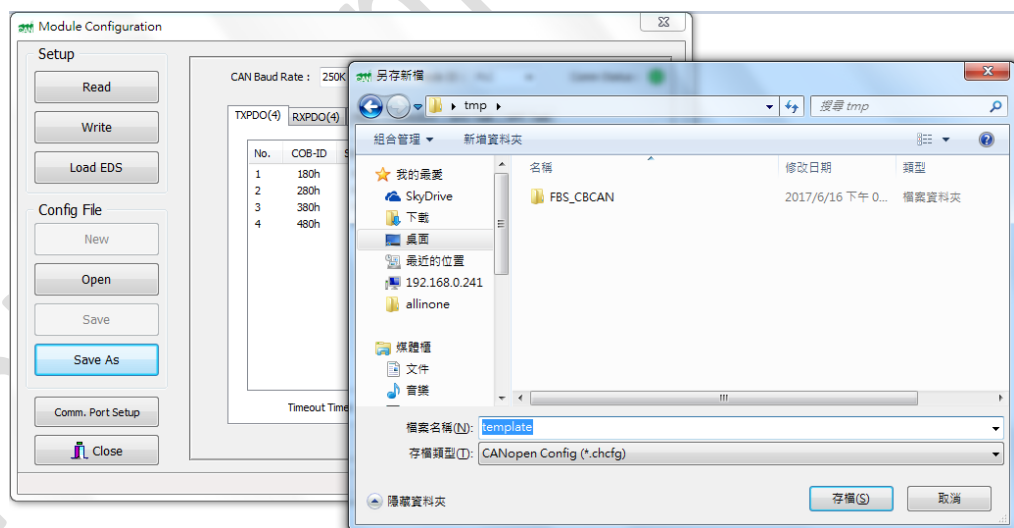 Module Configuration
Setup
Read
Write
Load EDS
Config File
New
Open
Save
Save As
Comm. Port Setup
Close
CAN Baud Rate : 250K
TXPDO(4) RXPDO(4)
No. COB-ID
1 180h
2 280h
3 380h
4 480h
Timeout Time
另存新檔
tmp
搜尋 tmp
組合管理 新增資料夾
我的最愛
SkyDrive
下載
桌面
最近的位置
192.168.0.241
allinone
媒體櫃
文件
音樂
名稱 修改日期 類型
FBS_CBCAN 2017/6/16 下午 0... 檔案資料夾
檔案名稱(N): template
存檔類型(T): CANopen Config (*.chcfg)
隱藏資料夾
存檔(S) 取消